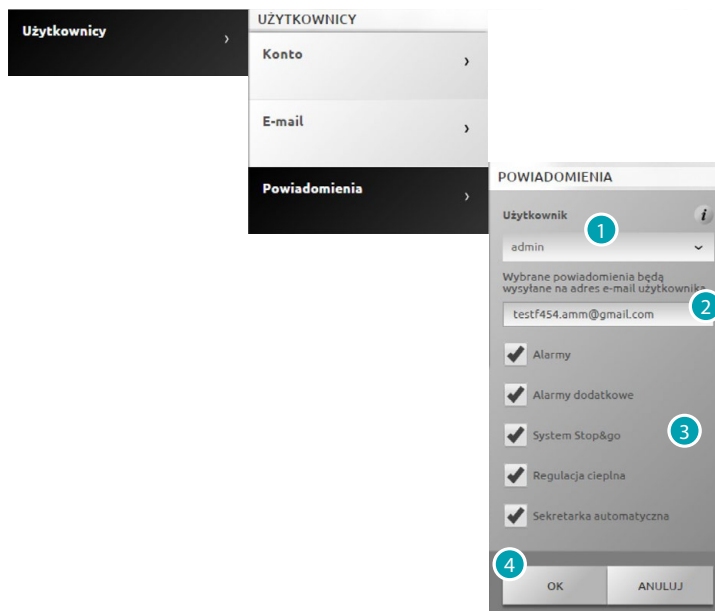 Użytkownicy
UŻYTKOWNICY
Konto
E-mail
Powiadomienia
POWIADOMIENIA
Użytkownik
i
1
admin
Wybrane powiadomienia będą
wysyłane na adres e-mail użytkownika
2
testf454.amm@gmail.com
Alarmy
Alarmy dodatkowe
System Stop&go
3
Regulacja cieplna
Sekretarka automatyczna
4
OK
ANULUJ